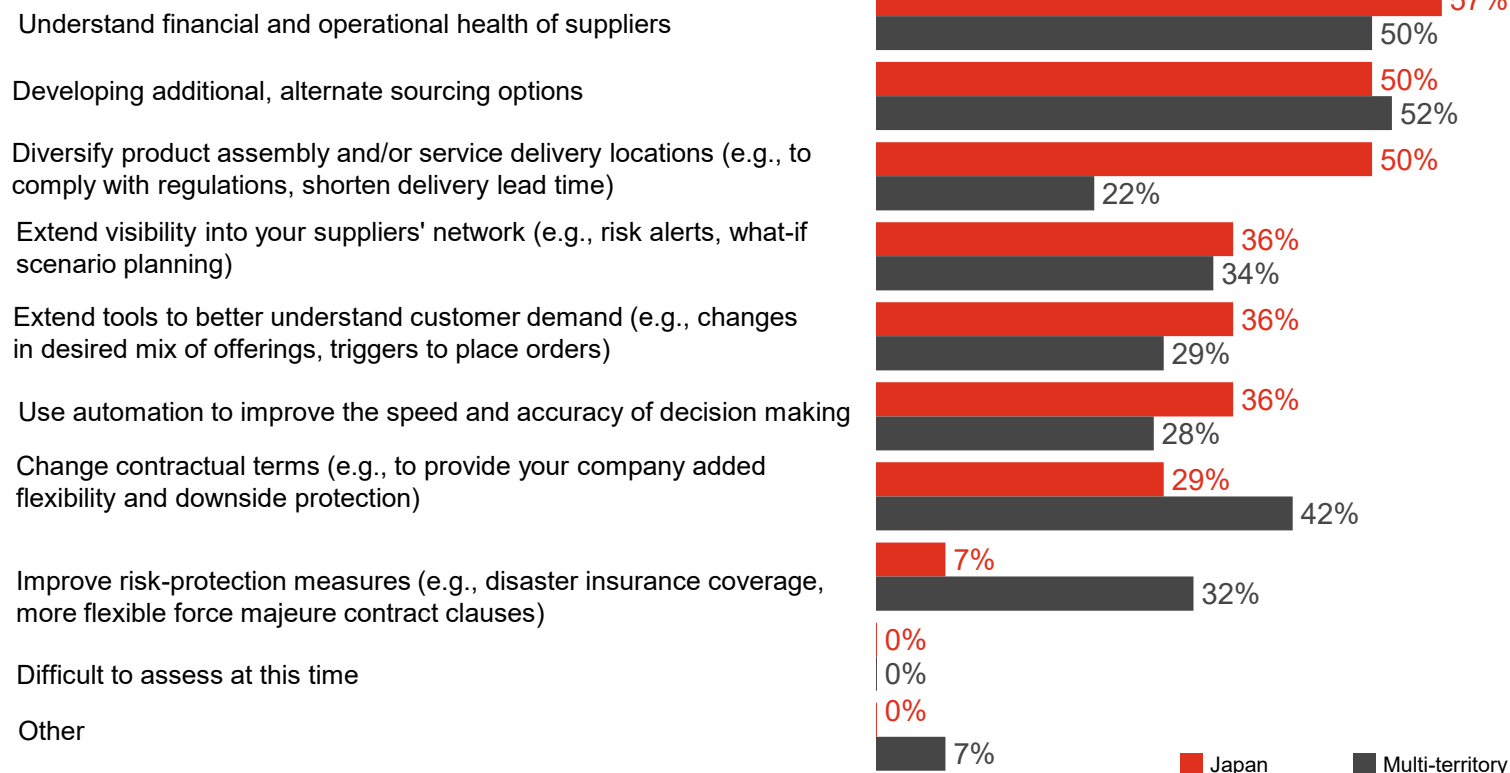 57%
Understand financial and operational health of suppliers
50%
50%
Developing additional, alternate sourcing options
52%
Diversify product assembly and/or service delivery locations (e.g., to
comply with regulations, shorten delivery lead time)
50%
22%
Extend visibility into your suppliers' network (e.g., risk alerts, what-if
scenario planning)
36%
34%
Extend tools to better understand customer demand (e.g., changes
in desired mix of offerings, triggers to place orders)
36%
29%
Use automation to improve the speed and accuracy of decision making
36%
28%
Change contractual terms (e.g., to provide your company added
flexibility and downside protection)
29%
42%
Improve risk-protection measures (e.g., disaster insurance coverage,
more flexible force majeure contract clauses)
7%
32%
Difficult to assess at this time
0%
0%
Other
0%
7%
Japan
Multi-territory